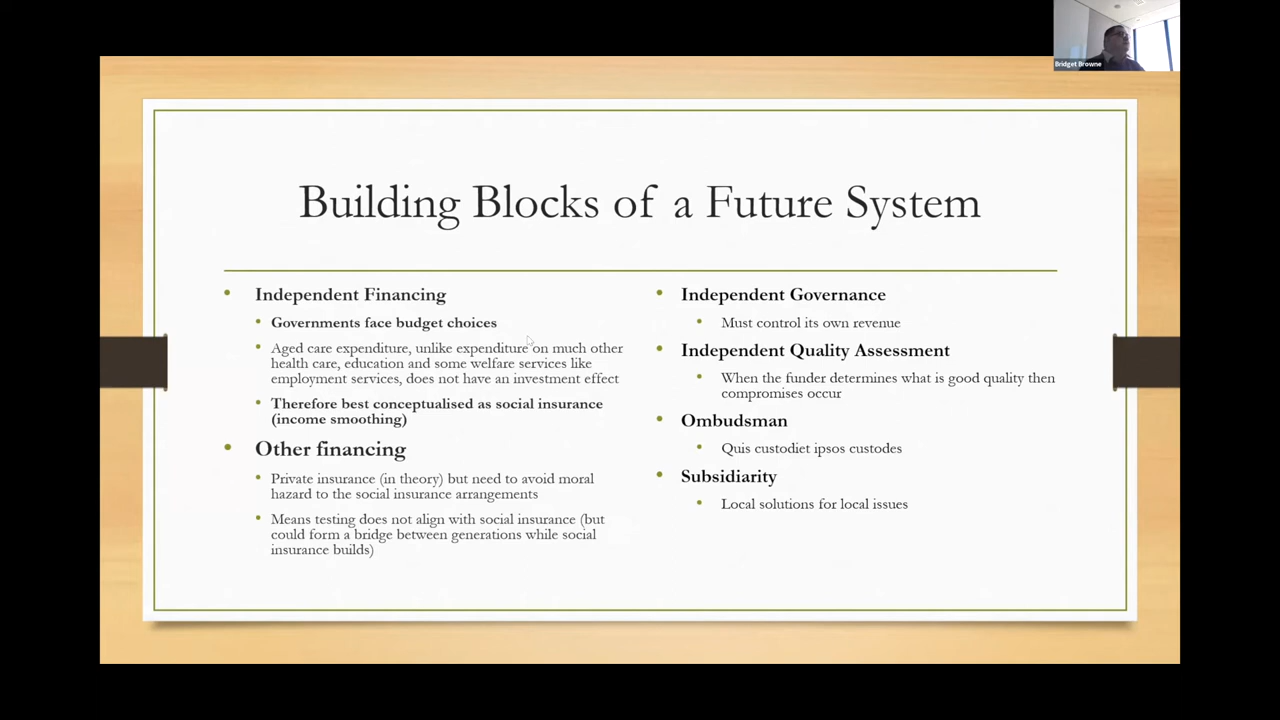 Bridget Browne
Building Blocks of a Future System
• Independent Financing
• Governments face budget choices
• Aged care expenditure, unlike expenditure on much other
health care, education and some welfare services like
employment services, does not have an investment effect
• Therefore best conceptualised as social insurance
(income smoothing)
• Other financing
• Private insurance (in theory) but need to avoid moral
hazard to the social insurance arrangements
• Means testing does not align with social insurance (but
could form a bridge between generations while social
insurance builds)
• Independent Governance
• Must control its own revenue
• Independent Quality Assessment
• When the funder determines what is good quality then
compromises occur
• Ombudsman
• Quis custodiet ipsos custodes
• Subsidiarity
• Local solutions for local issues